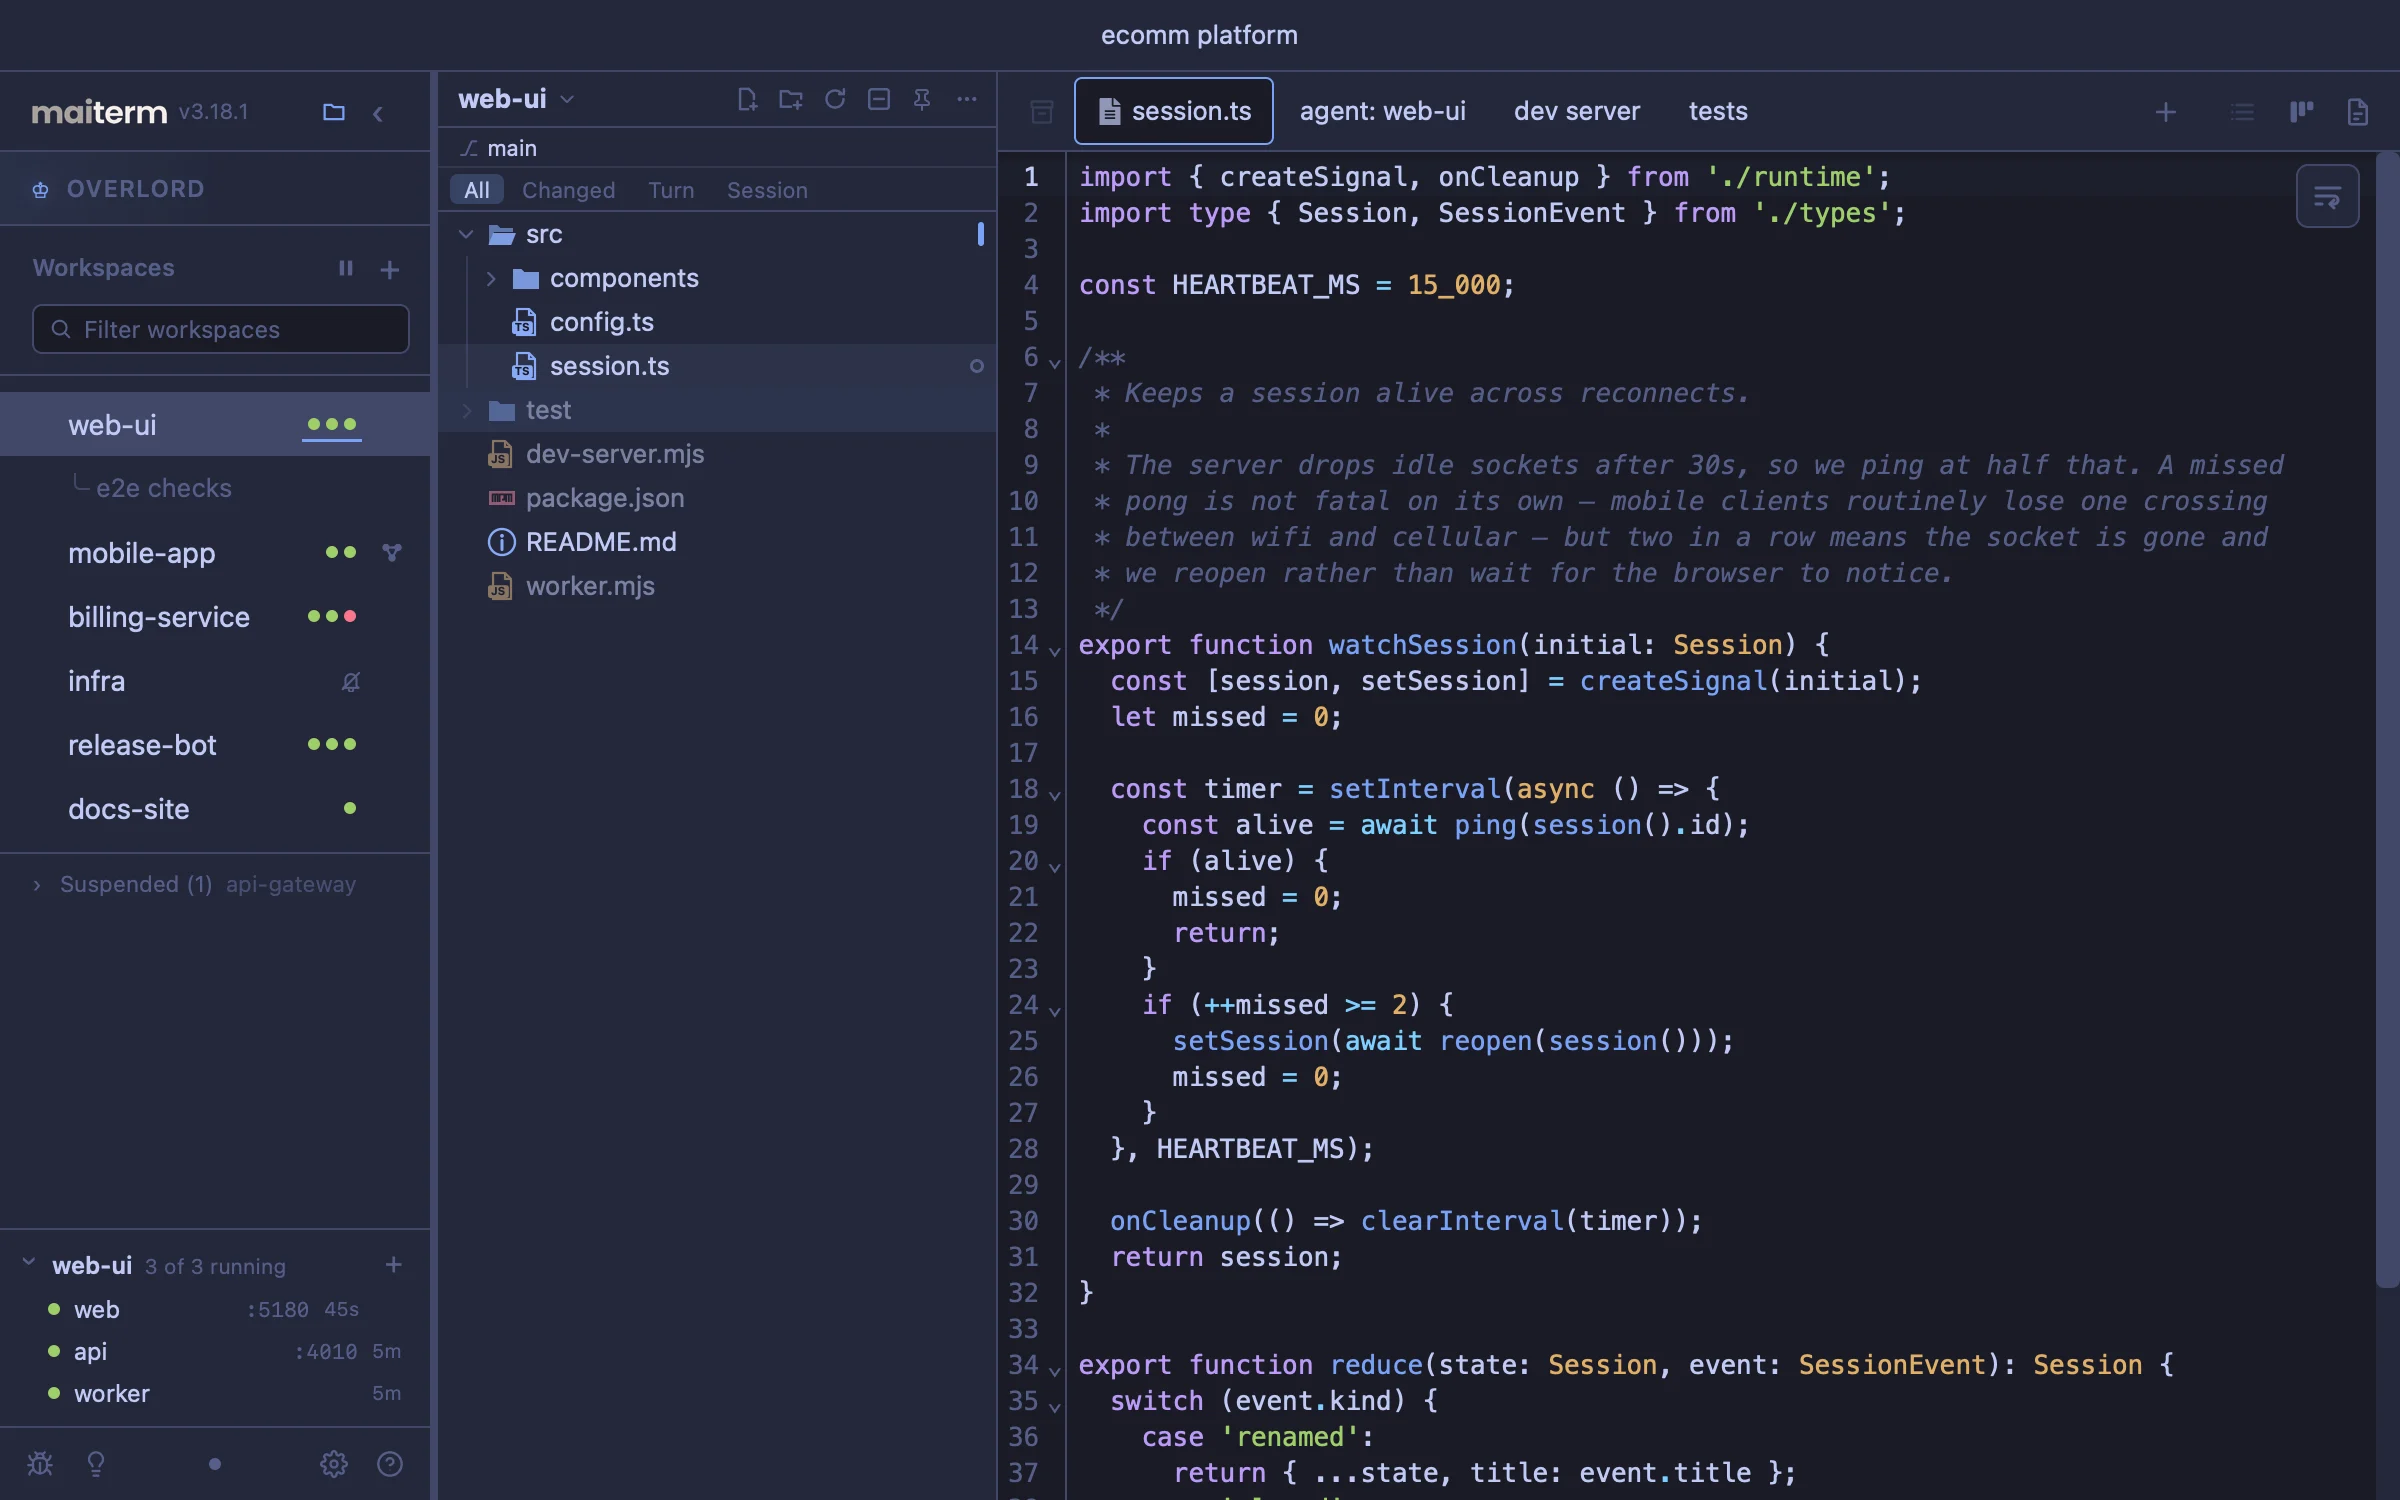 ecomm platform
maiterm v3.18.1
OVERLORD
Workspaces
Filter workspaces
web-ui
e2e checks
mobile-app
billing-service
infra
release-bot
docs-site
Suspended (1) api-gateway
web-ui 3 of 3 running
web :5180 45s
api :4010 5m
worker 5m
web-ui
main
All Changed Turn Session
src
components
TS config.ts
TS session.ts
test
JS dev-server.mjs
package.json
README.md
JS worker.mjs
session.ts agent: web-ui dev server tests
1 import { createSignal, onCleanup } from './runtime';
2 import type { Session, SessionEvent } from './types';
3
4 const HEARTBEAT_MS = 15_000;
5
6 /**
7 * Keeps a session alive across reconnects.
8 *
9 * The server drops idle sockets after 30s, so we ping at half that. A missed
10 * pong is not fatal on its own — mobile clients routinely lose one crossing
11 * between wifi and cellular — but two in a row means the socket is gone and
12 * we reopen rather than wait for the browser to notice.
13 */
14 export function watchSession(initial: Session) {
15 const [session, setSession] = createSignal(initial);
16 let missed = 0;
17
18 const timer = setInterval(async () => {
19 const alive = await ping(session().id);
20 if (alive) {
21 missed = 0;
22 return;
23 }
24 if (++missed >= 2) {
25 setSession(await reopen(session()));
26 missed = 0;
27 }
28 }, HEARTBEAT_MS);
29
30 onCleanup(() => clearInterval(timer));
31 return session;
32 }
33
34 export function reduce(state: Session, event: SessionEvent): Session {
35 switch (event.kind) {
36 case 'renamed':
37 return { ...state, title: event.title };